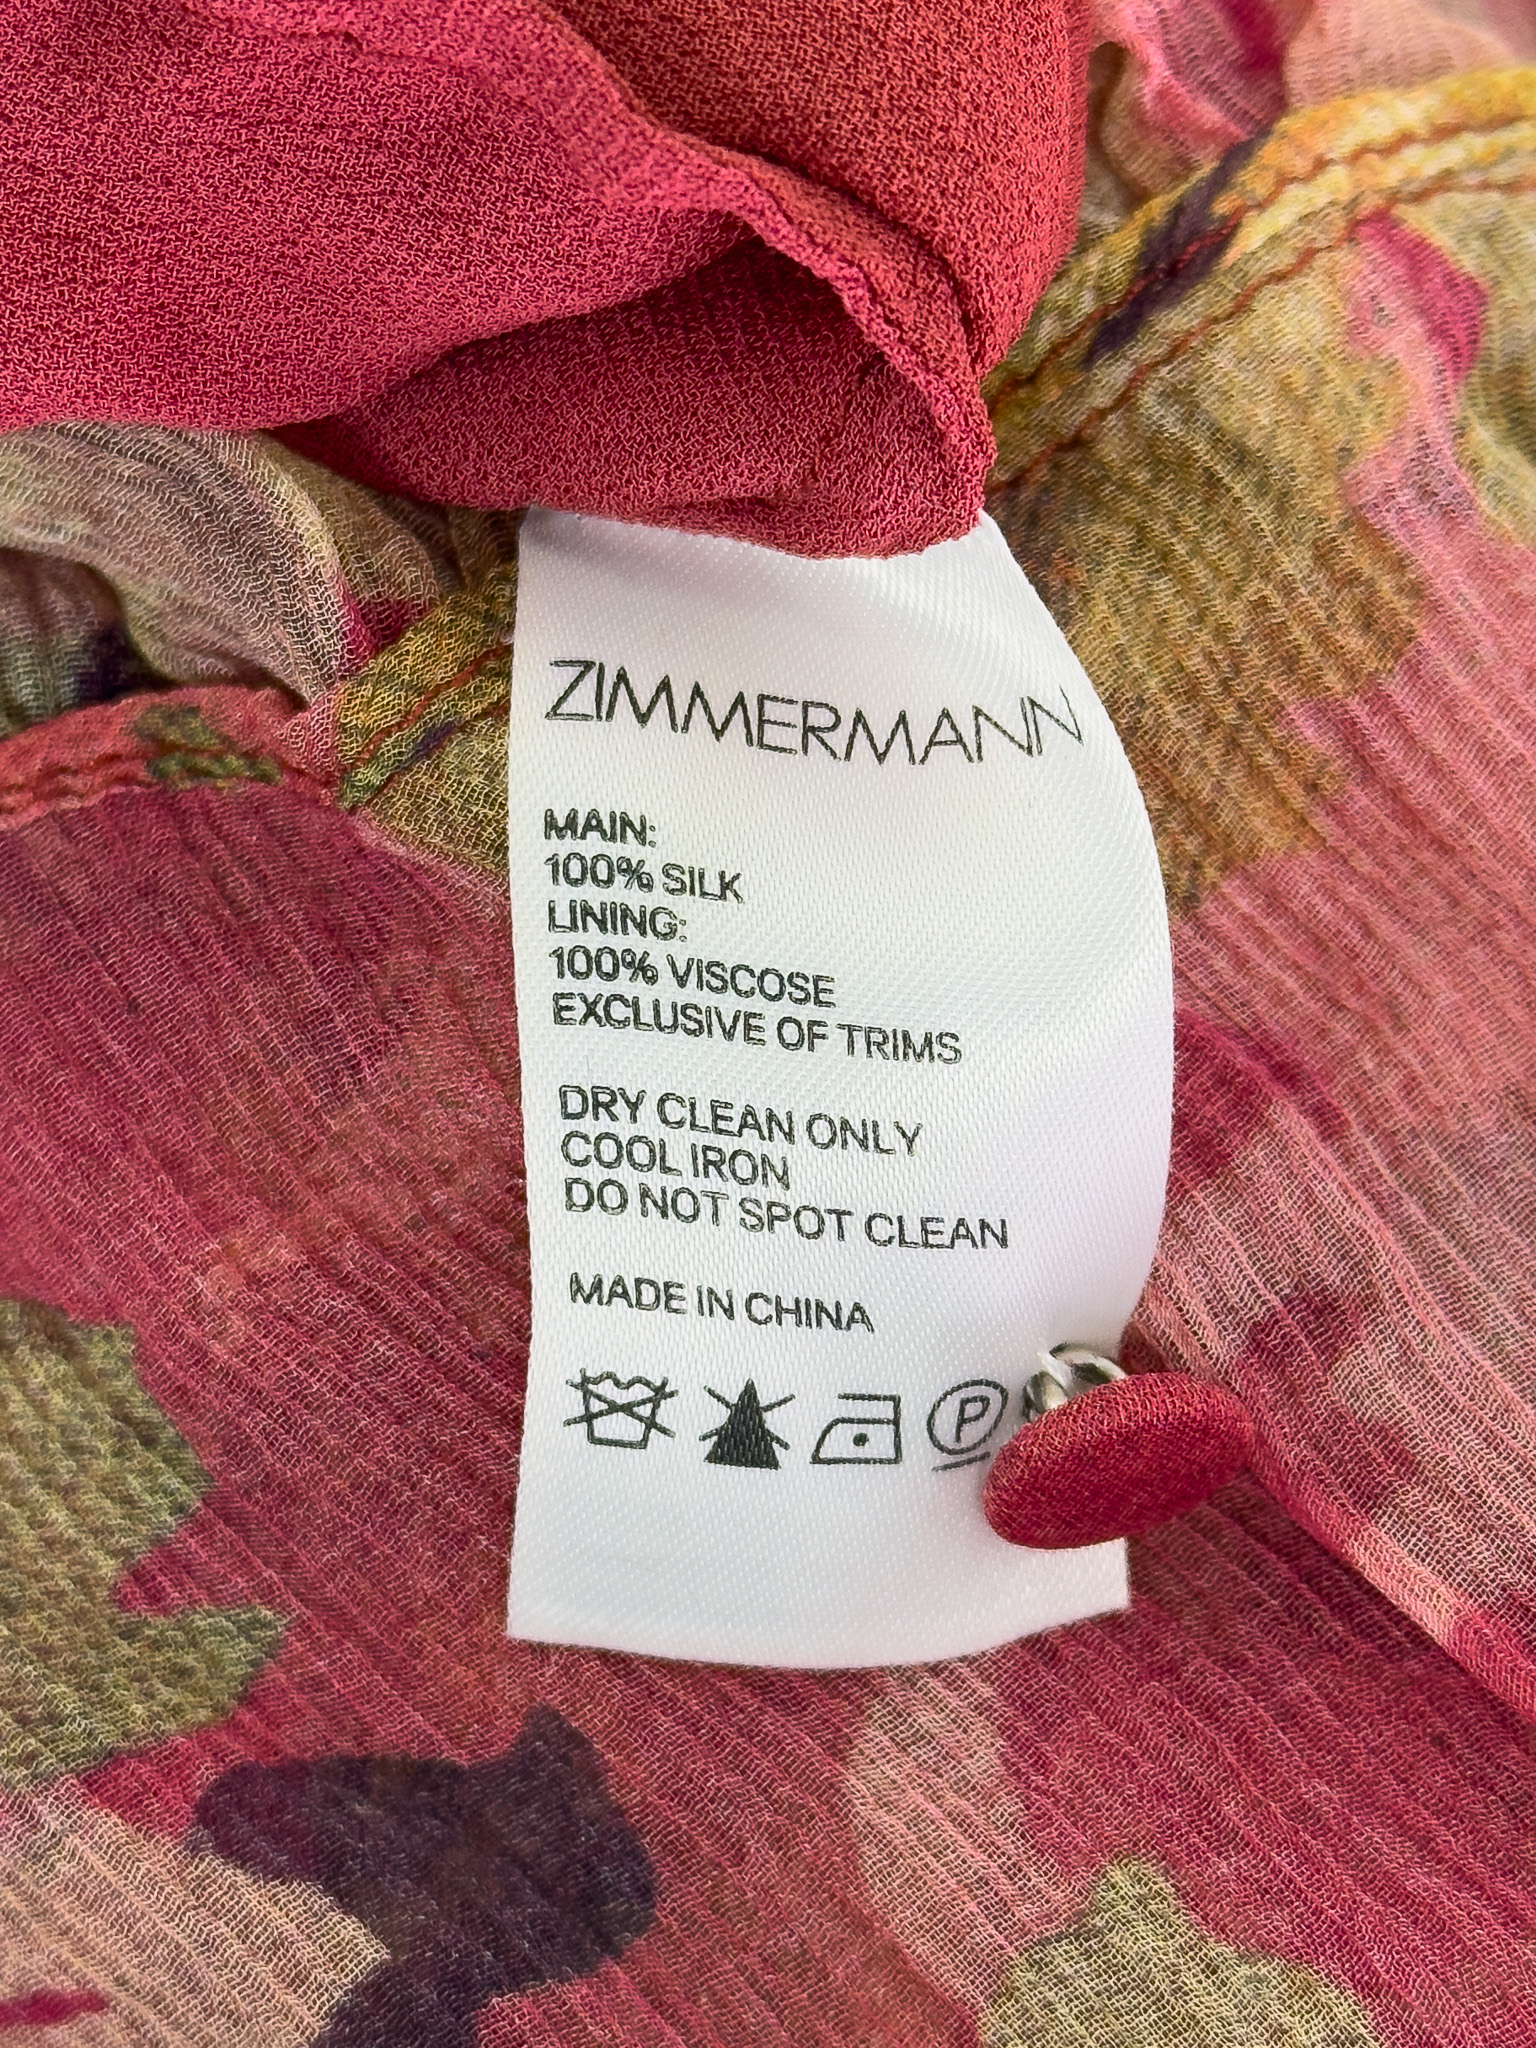 ZIMMERMANN
MAIN:
100% SILK
LINING:
100% VISCOSE
EXCLUSIVE OF TRIMS
DRY CLEAN ONLY
COOL IRON
DO NOT SPOT CLEAN
MADE IN CHINA
P